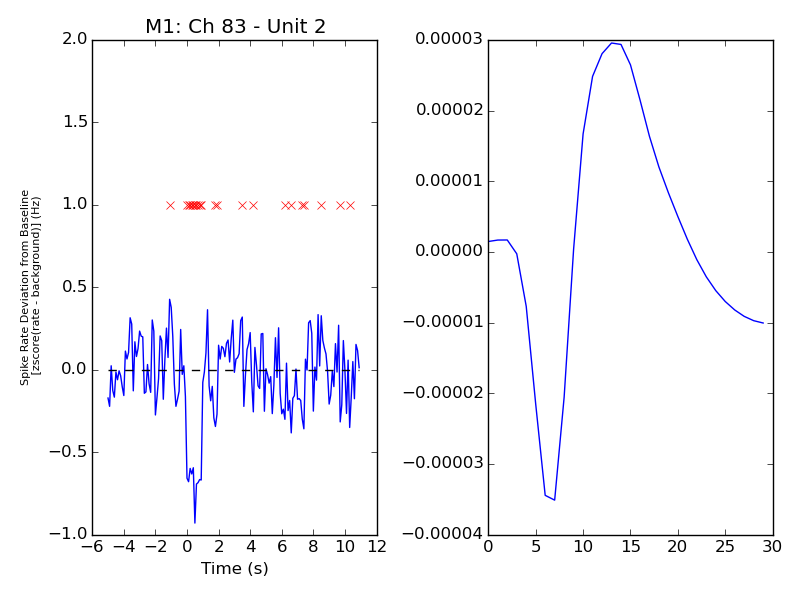 M1: Ch 83 - Unit 2
Spike Rate Deviation from Baseline
[zscore(rate - background)] (Hz)
2.0
1.5
1.0
0.5
0.0
−0.5
−1.0
−6 −4 −2 0 2 4 6 8 10 12
Time (s)
0.00003
0.00002
0.00001
0.00000
−0.00001
−0.00002
−0.00003
−0.00004
0 5 10 15 20 25 30